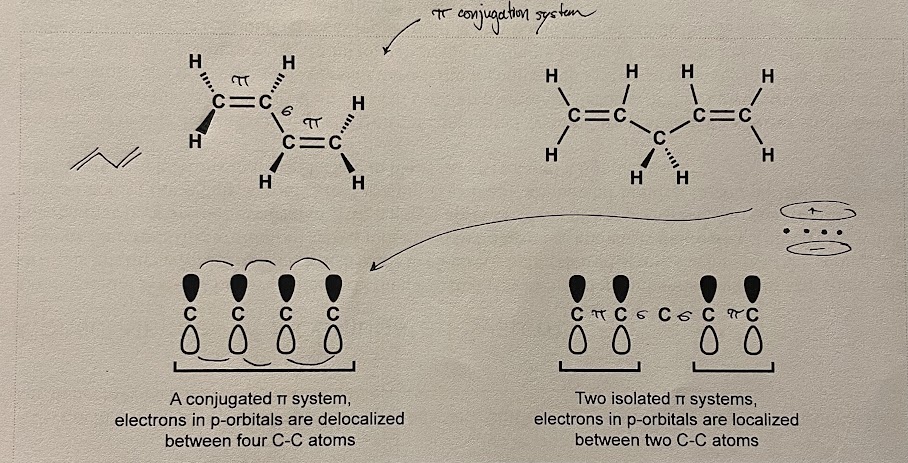 π conjugation system
H H
π
C=C
H
σ
π
H
C=C
H H
H H H H
C=C C=C
C
H H
H H
+
−
C C C C
C π C σ C σ C π C
A conjugated π system,
electrons in p-orbitals are delocalized
between four C-C atoms
Two isolated π systems,
electrons in p-orbitals are localized
between two C-C atoms